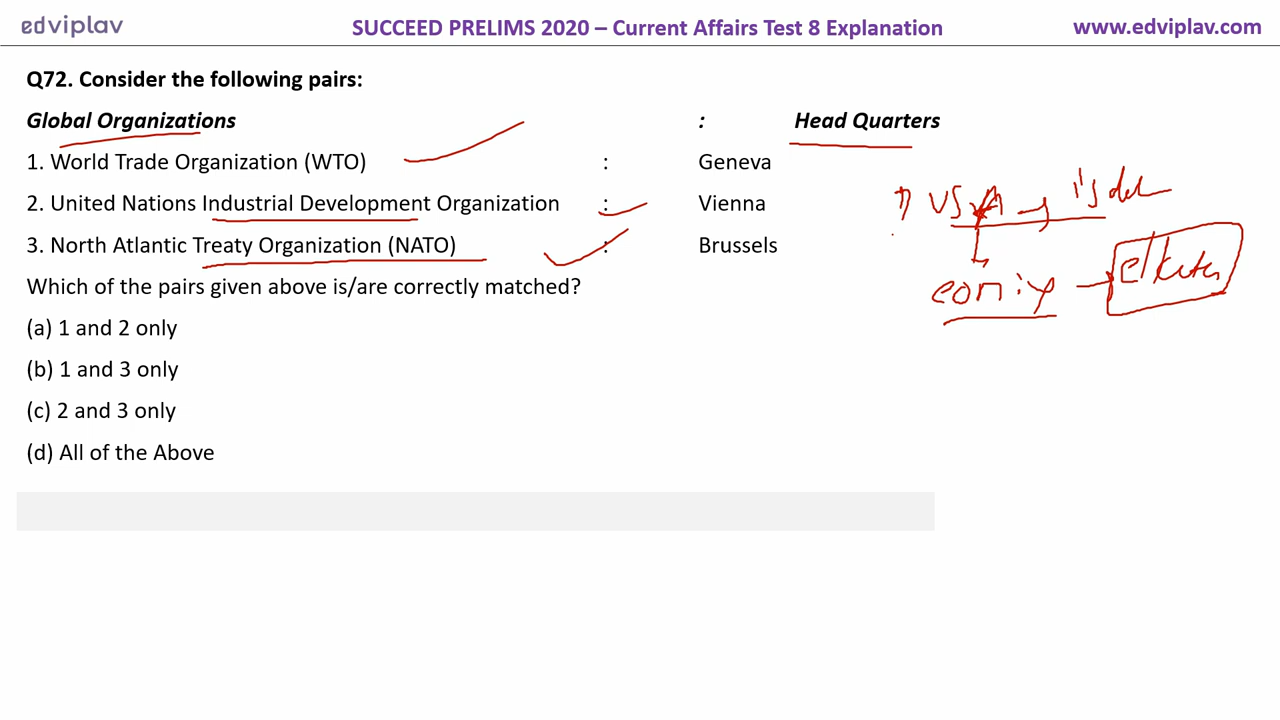 edviplav
SUCCEED PRELIMS 2020 – Current Affairs Test 8 Explanation
www.edviplav.com
Q72. Consider the following pairs:
Global Organizations : Head Quarters
1. World Trade Organization (WTO) : Geneva
2. United Nations Industrial Development Organization : Vienna
3. North Atlantic Treaty Organization (NATO) : Brussels
Which of the pairs given above is/are correctly matched?
(a) 1 and 2 only
(b) 1 and 3 only
(c) 2 and 3 only
(d) All of the Above